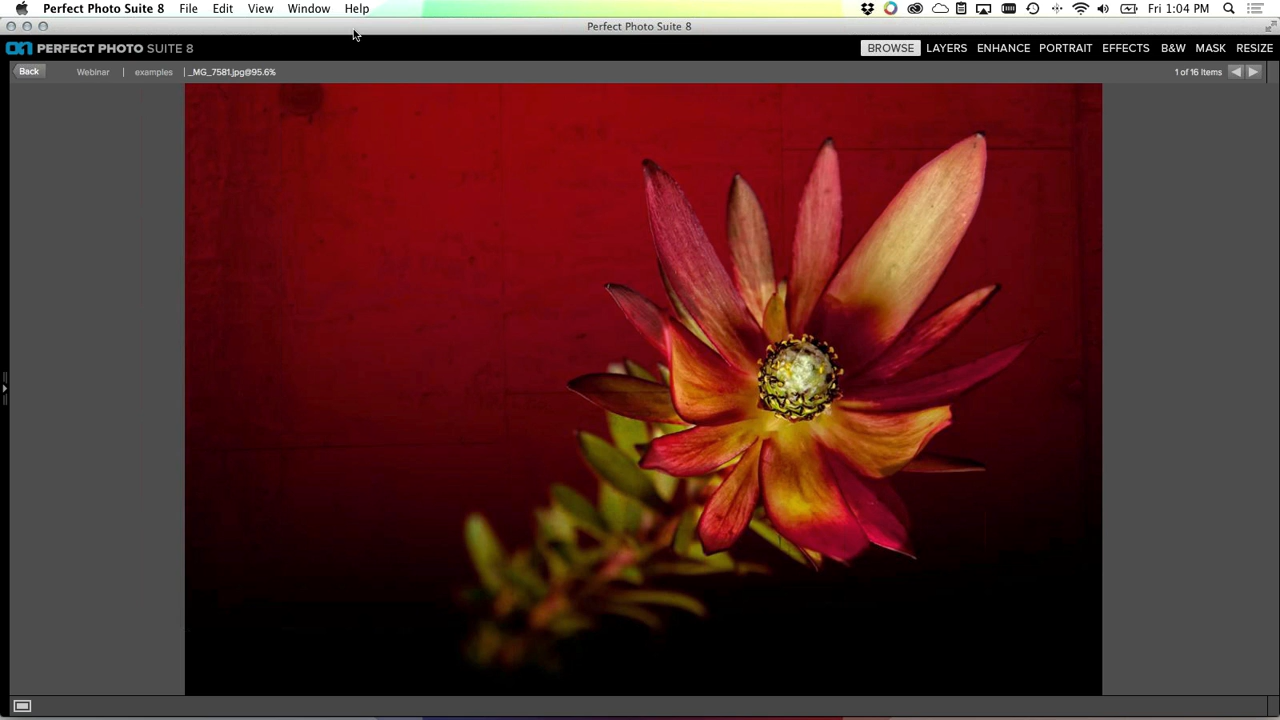 Perfect Photo Suite 8 File Edit View Window Help Fri 1:04 PM
Perfect Photo Suite 8
on PERFECT PHOTO SUITE 8 BROWSE LAYERS ENHANCE PORTRAIT EFFECTS B&W MASK RESIZE
Back Webinar | examples | _MG_7581.jpg@95.6% 1 of 16 Items